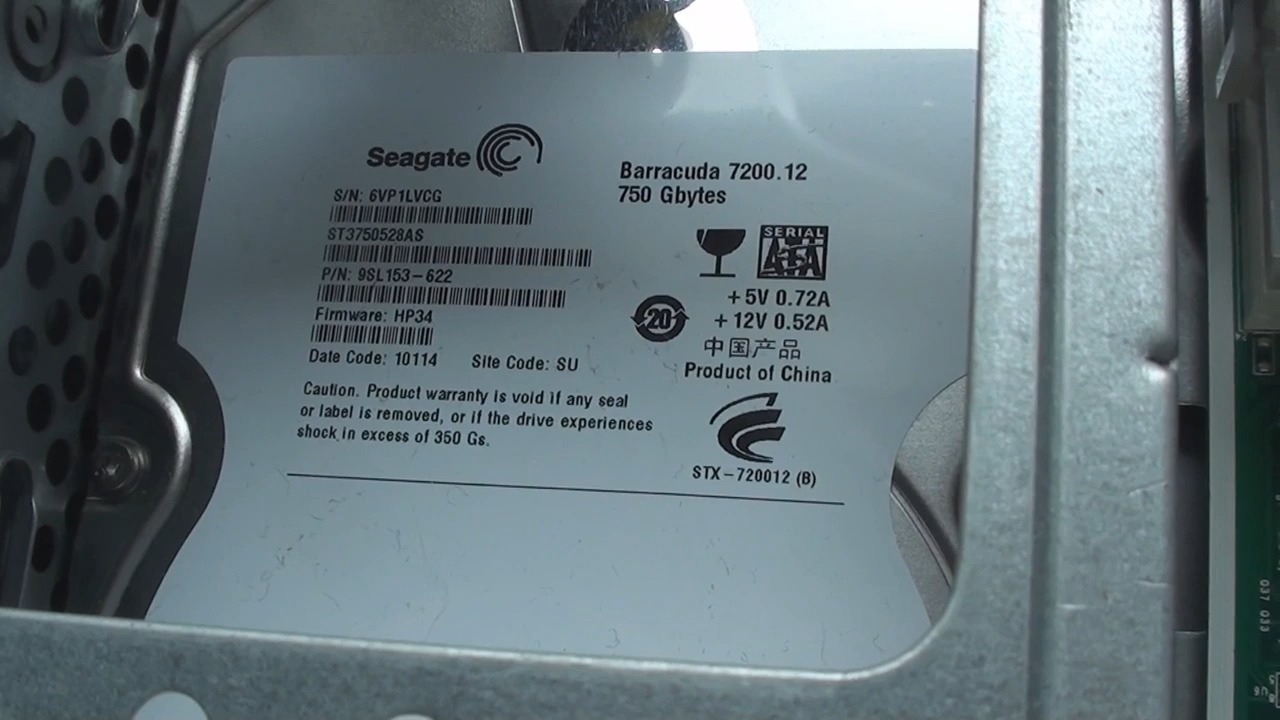 Seagate
S/N: 6VP1LVCG
ST3750528AS
P/N: 9SL153-622
Firmware: HP34
Date Code: 10114 Site Code: SU
Caution. Product warranty is void if any seal
or label is removed, or if the drive experiences
shock in excess of 350 Gs.
Barracuda 7200.12
750 Gbytes
SERIAL
ATA
+5V 0.72A
20
+12V 0.52A
中国产品
Product of China
STX-720012 (B)
037 033